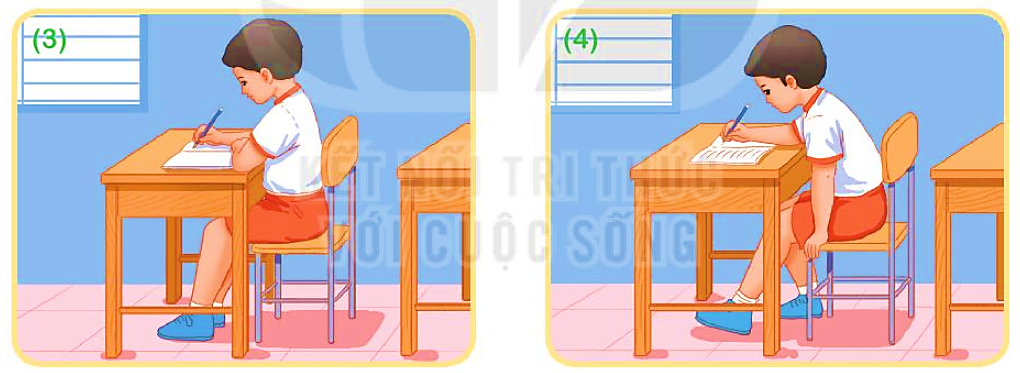 (3)
(4)
KẾT NỐI TRI THỨC
VỚI CUỘC SỐNG